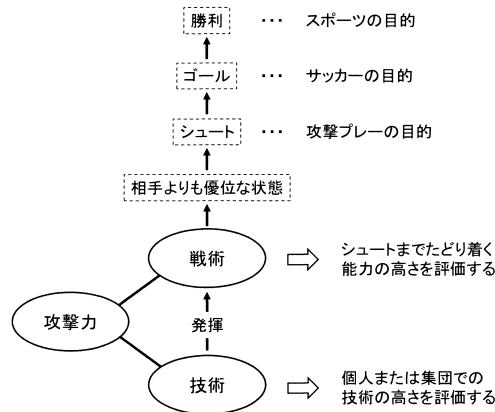 勝利 ・・・ スポーツの目的
ゴール ・・・ サッカーの目的
シュート ・・・ 攻撃プレーの目的
相手よりも優位な状態
戦術
シュートまでたどり着く
能力の高さを評価する
攻撃力
発揮
技術
個人または集団での
技術の高さを評価する